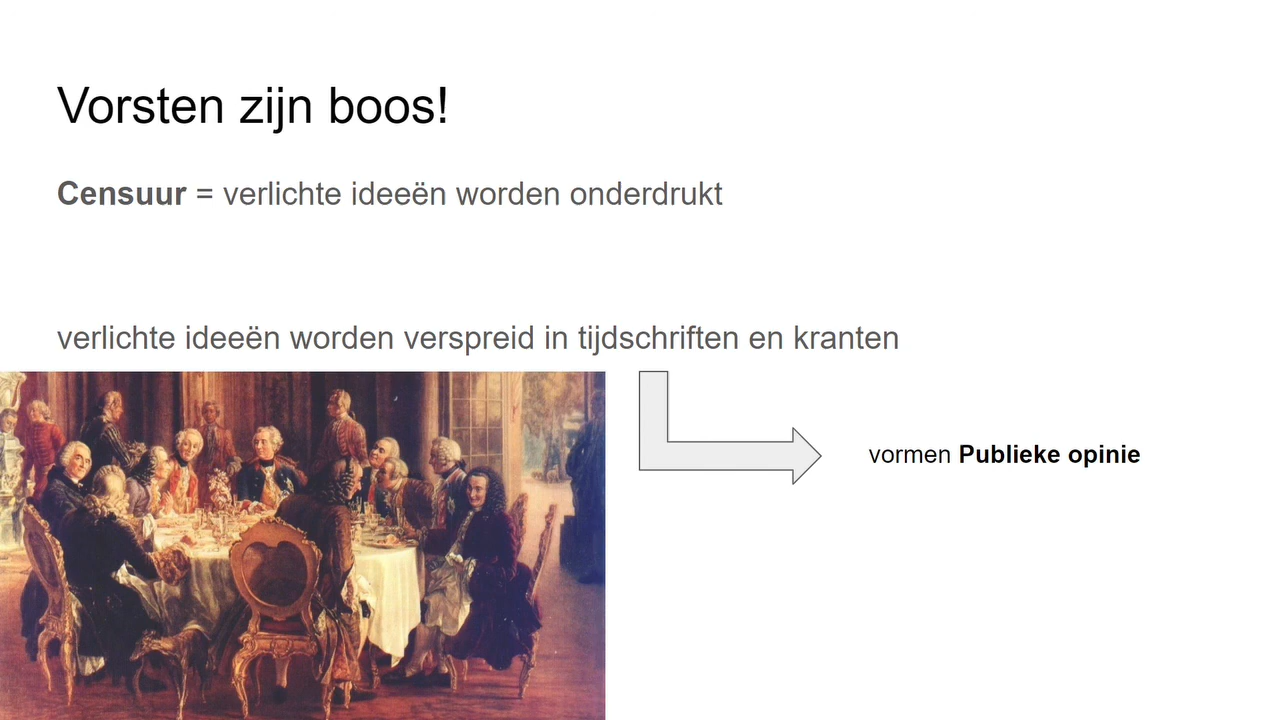 Vorsten zijn boos!
Censuur = verlichte ideeën worden onderdrukt
verlichte ideeën worden verspreid in tijdschriften en kranten
vormen Publieke opinie